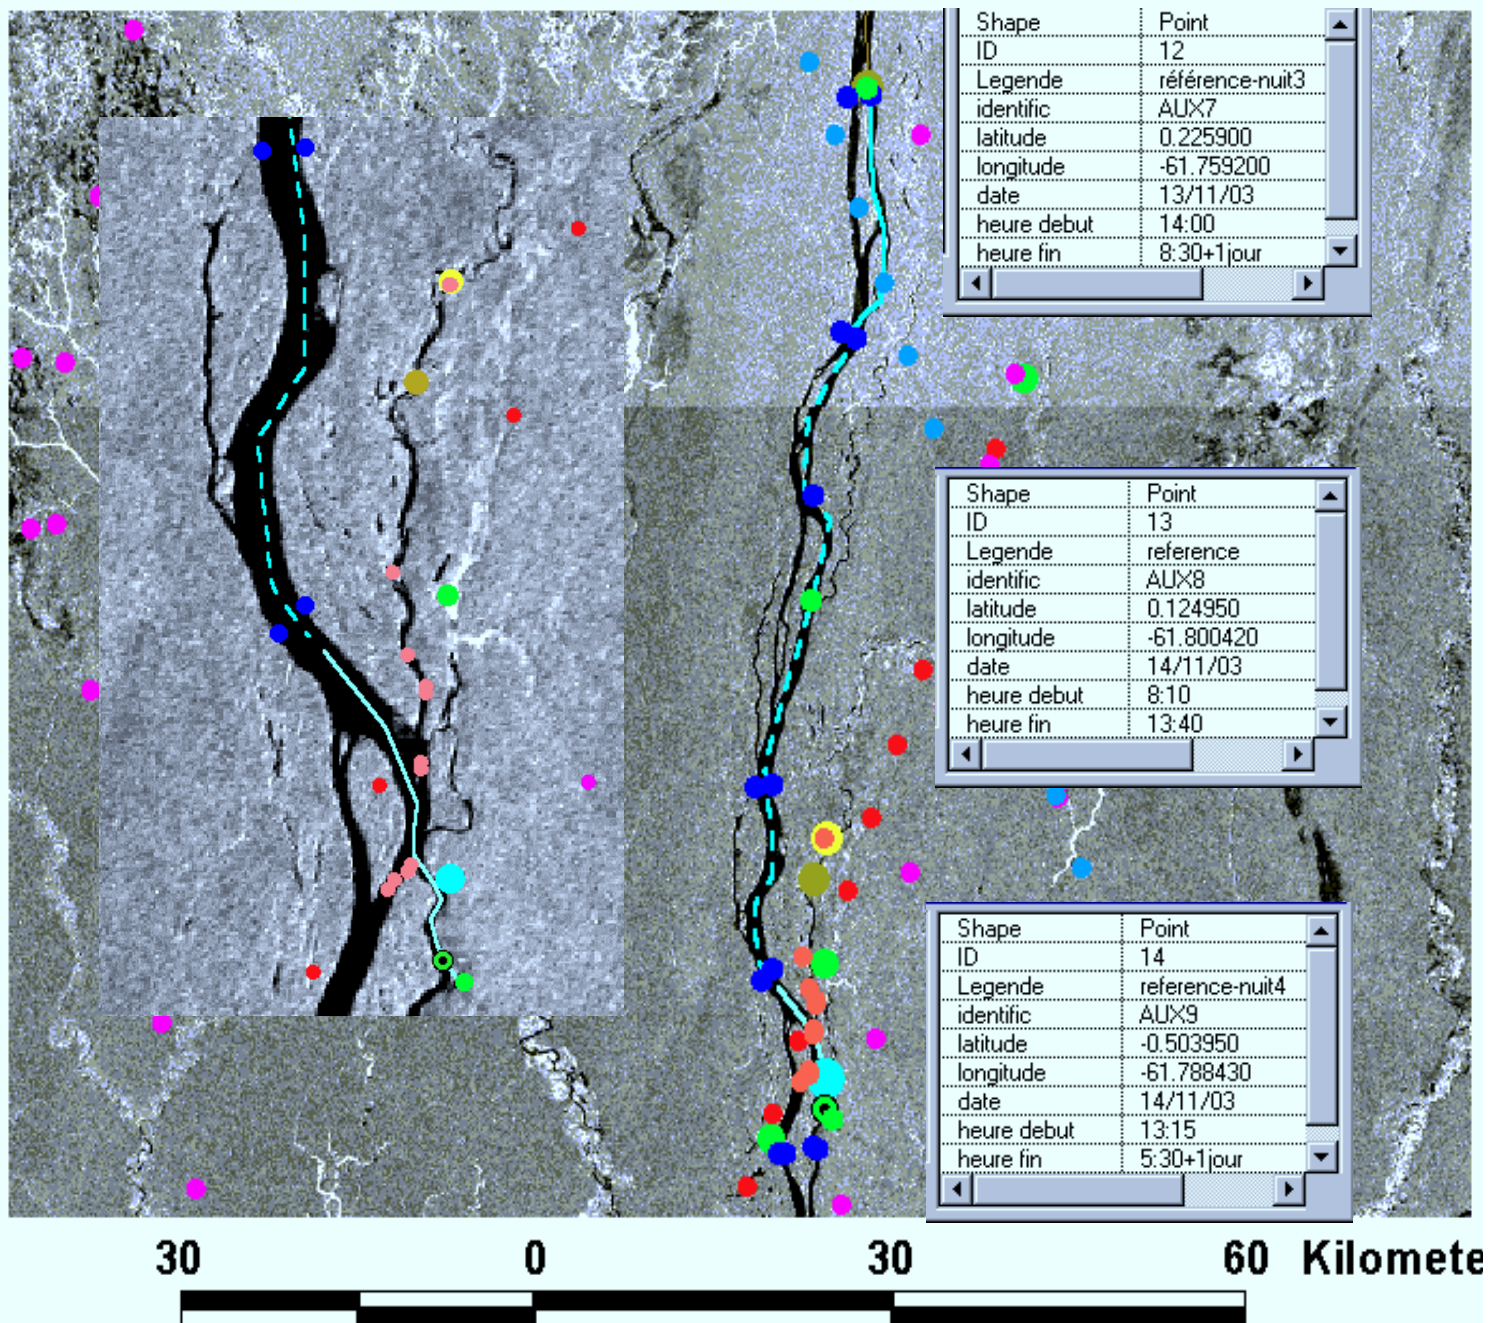 Shape Point
ID 12
Legende référence-nuit3
identific AUX7
latitude 0.225900
longitude -61.759200
date 13/11/03
heure debut 14:00
heure fin 8:30+1jour
Shape Point
ID 13
Legende reference
identific AUX8
latitude 0.124950
longitude -61.800420
date 14/11/03
heure debut 8:10
heure fin 13:40
Shape Point
ID 14
Legende reference-nuit4
identific AUX9
latitude -0.503950
longitude -61.788430
date 14/11/03
heure debut 13:15
heure fin 5:30+1jour
30 0 30 60 Kilomete